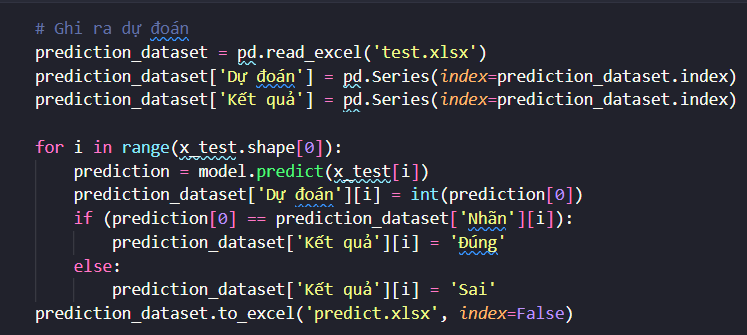 # Ghi ra dự đoán
prediction_dataset = pd.read_excel('test.xlsx')
prediction_dataset['Dự đoán'] = pd.Series(index=prediction_dataset.index)
prediction_dataset['Kết quả'] = pd.Series(index=prediction_dataset.index)
for i in range(x_test.shape[0]):
prediction = model.predict(x_test[i])
prediction_dataset['Dự đoán'][i] = int(prediction[0])
if (prediction[0] == prediction_dataset['Nhãn'][i]):
prediction_dataset['Kết quả'][i] = 'Đúng'
else:
prediction_dataset['Kết quả'][i] = 'Sai'
prediction_dataset.to_excel('predict.xlsx', index=False)